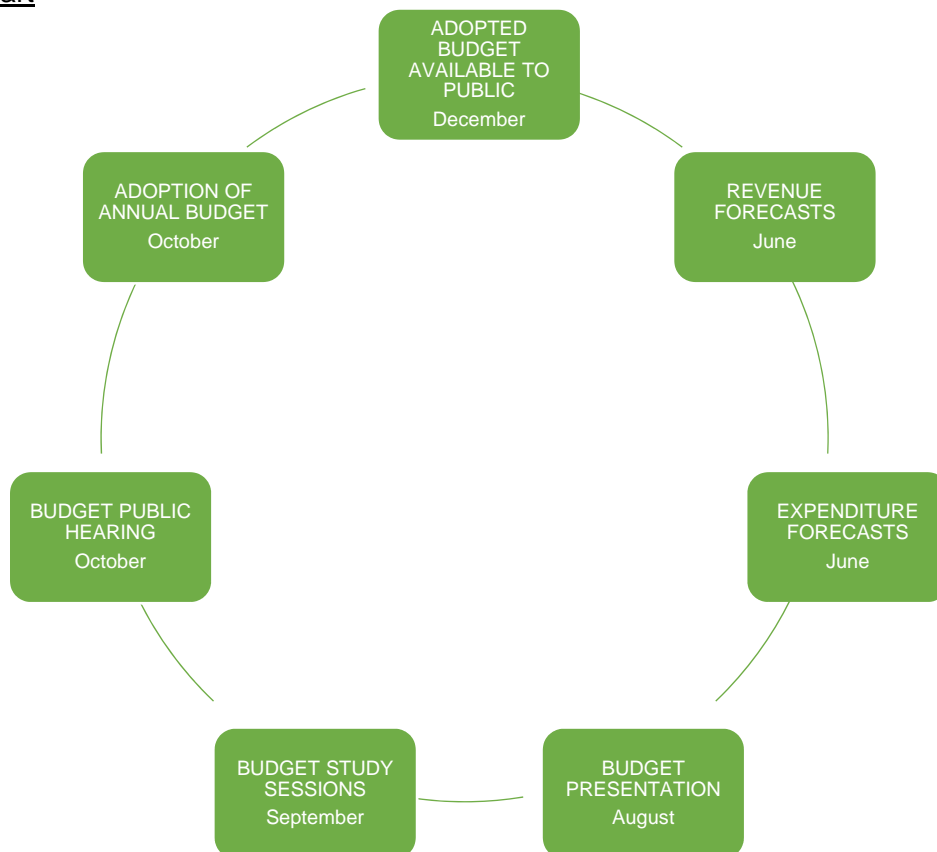 ADOPTED
BUDGET
AVAILABLE TO
PUBLIC
December
REVENUE
FORECASTS
June
EXPENDITURE
FORECASTS
June
BUDGET
PRESENTATION
August
BUDGET STUDY
SESSIONS
September
BUDGET PUBLIC
HEARING
October
ADOPTION OF
ANNUAL BUDGET
October